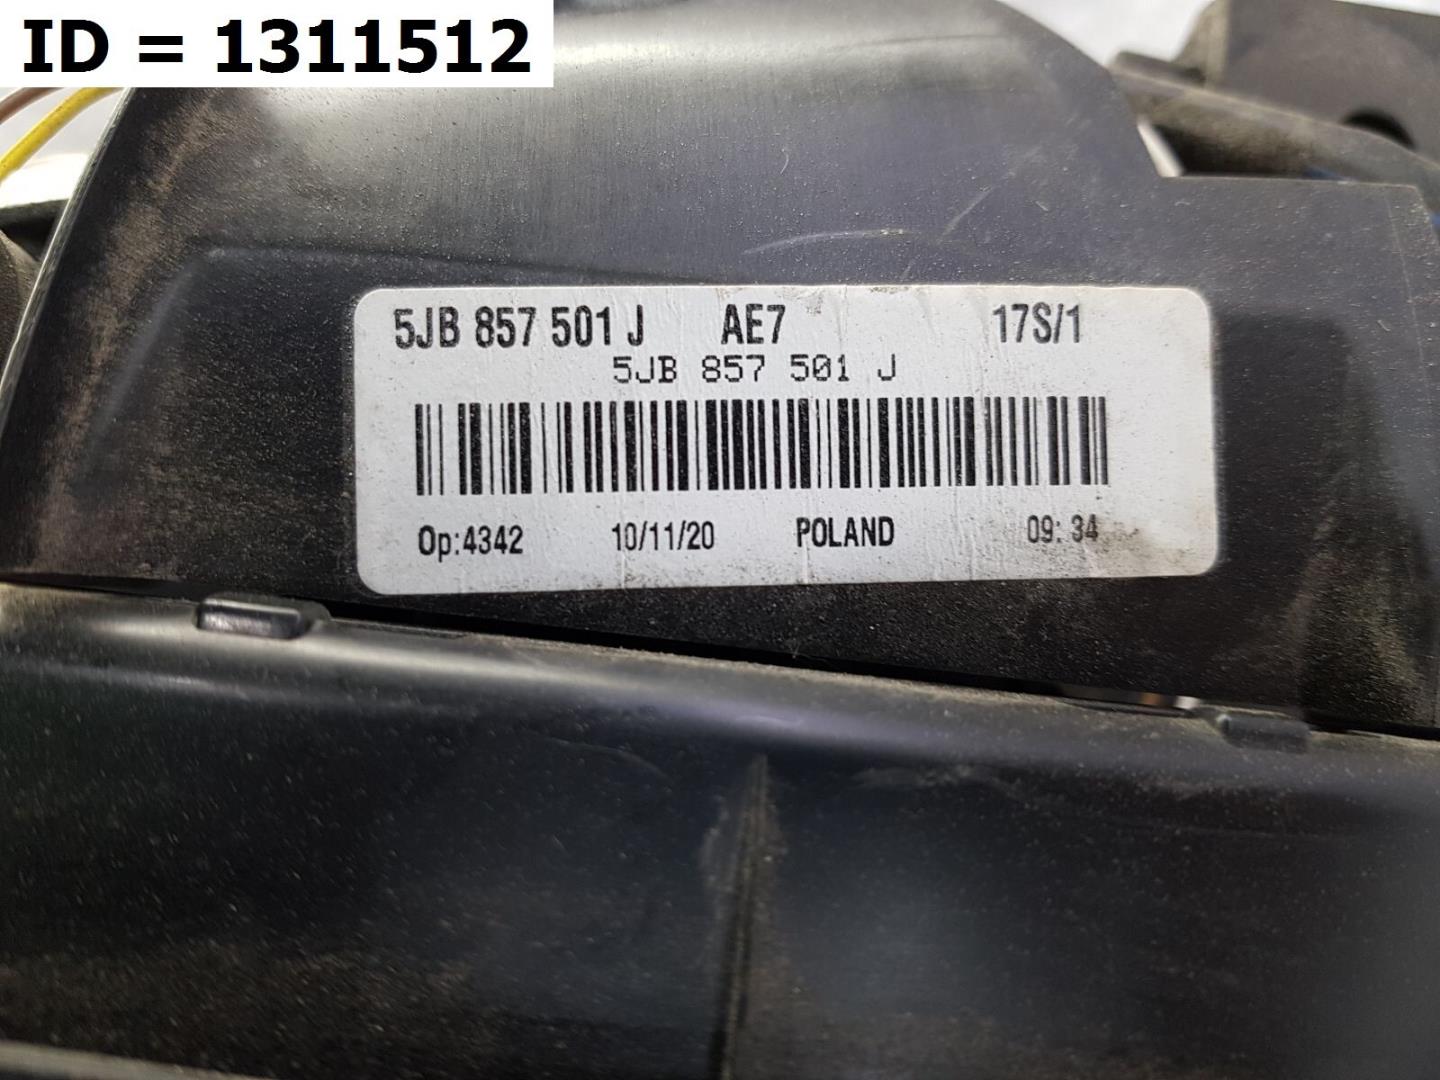 ID = 1311512
5JB 857 501 J AE7 17S/1
5JB 857 501 J
Op:4342 10/11/20 POLAND 09: 34